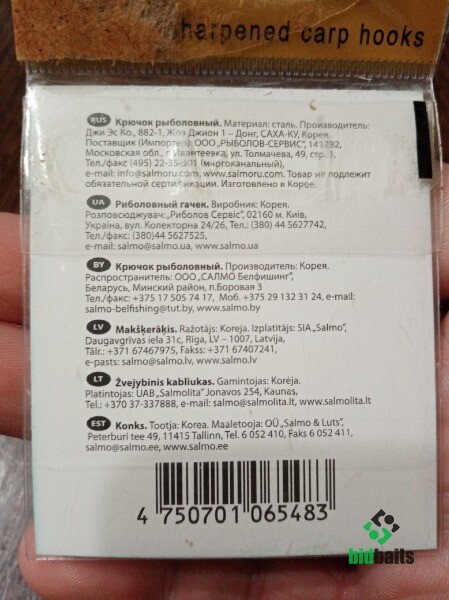 sharpened carp hooks
RUS Крючок рыболовный. Материал: сталь. Производитель:
Джи Эс Ко., 882-1, Жоа Джион 1 – Донг, САХА-КУ, Корея.
Поставщик (Импортер): ООО „РЫБОЛОВ-СЕРВИС", 141282,
Московская обл., г. Ивантеевка, ул. Толмачева, 49, стр. 1,
Тел./факс (495) 22-35-501 (многоканальный),
e-mail: info@salmoru.com, www.salmoru.com. Товар не подлежит
обязательной сертификации. Изготовлено в Корее.
UA Риболовний гачек. Виробник: Корея.
Розповсюджувач: „Риболов Сервіс", 02160 м. Київ,
Україна, вул. Колекторна 24/26, Тел.: (380) 44 5627742,
Тел./факс: (380)44 5627525,
e-mail: salmo@salmo.ua, www.salmo.ua
BY Крючок рыболовный. Производитель: Корея.
Распространитель: ООО „САЛМО Белфишинг",
Беларусь, Минский район, п.Боровая 3
Тел./факс: +375 17 505 74 17, Моб. +375 29 132 31 24, e-mail:
salmo-belfishing@tut.by, www.salmo.by
LV Makšķerāķis. Ražotājs: Koreja. Izplatītājs: SIA „Salmo",
Daugavgrīvas iela 31c, Rīga, LV – 1007, Latvija,
Tālr.: +371 67467975, Fakss: +371 67407241,
e-pasts: salmo@salmo.lv, www.salmo.lv
LT Žvejybinis kabliukas. Gamintojas: Korėja.
Platintojas: UAB „Salmolita" Jonavos 254, Kaunas,
Tel.: +370 37-337888, e-mail: salmo@salmolita.lt, www.salmolita.lt
EST Konks. Tootja: Korea. Maaletooja: OÜ „Salmo & Luts",
Peterburi tee 49, 11415 Tallinn, Tel. 6 052 410, Faks 6 052 411,
salmo@salmo.ee, www.salmo.ee
4 750701 065483
bidbaits